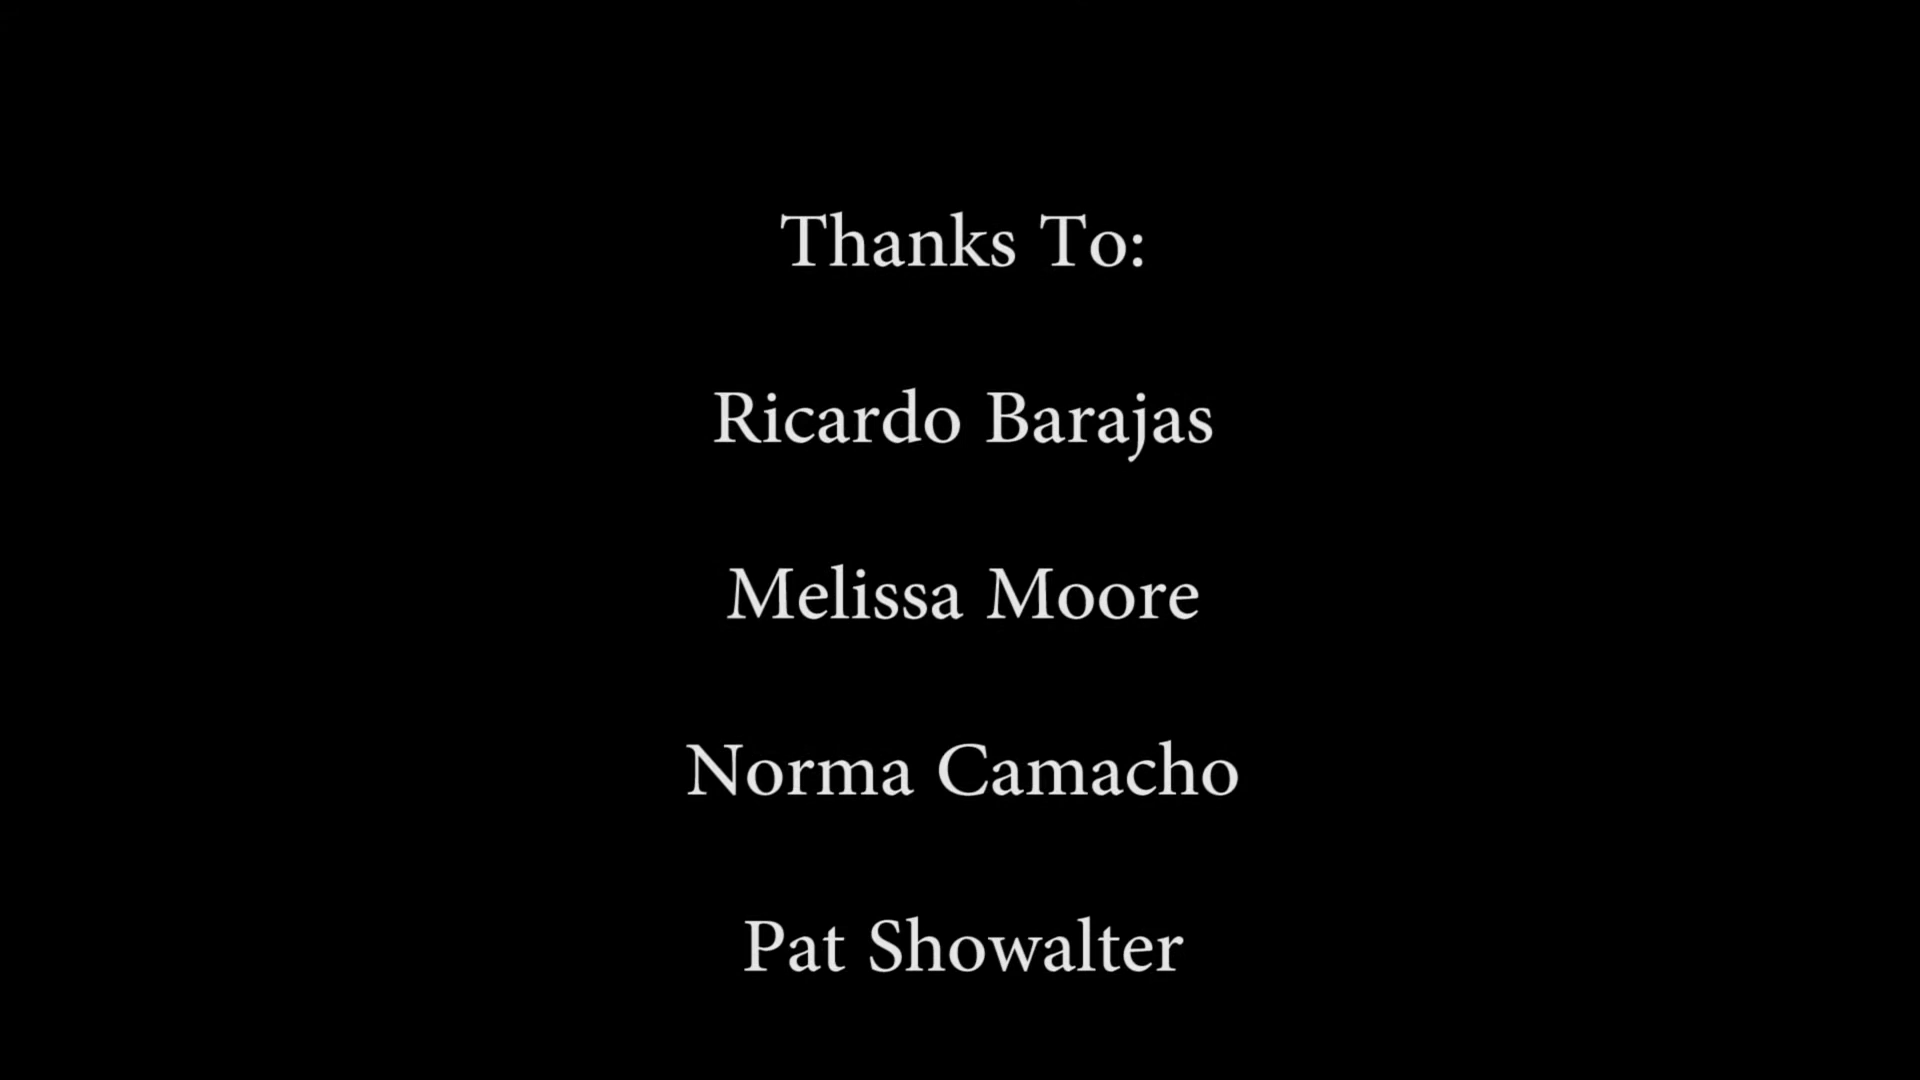 Thanks To:
Ricardo Barajas
Melissa Moore
Norma Camacho
Pat Showalter